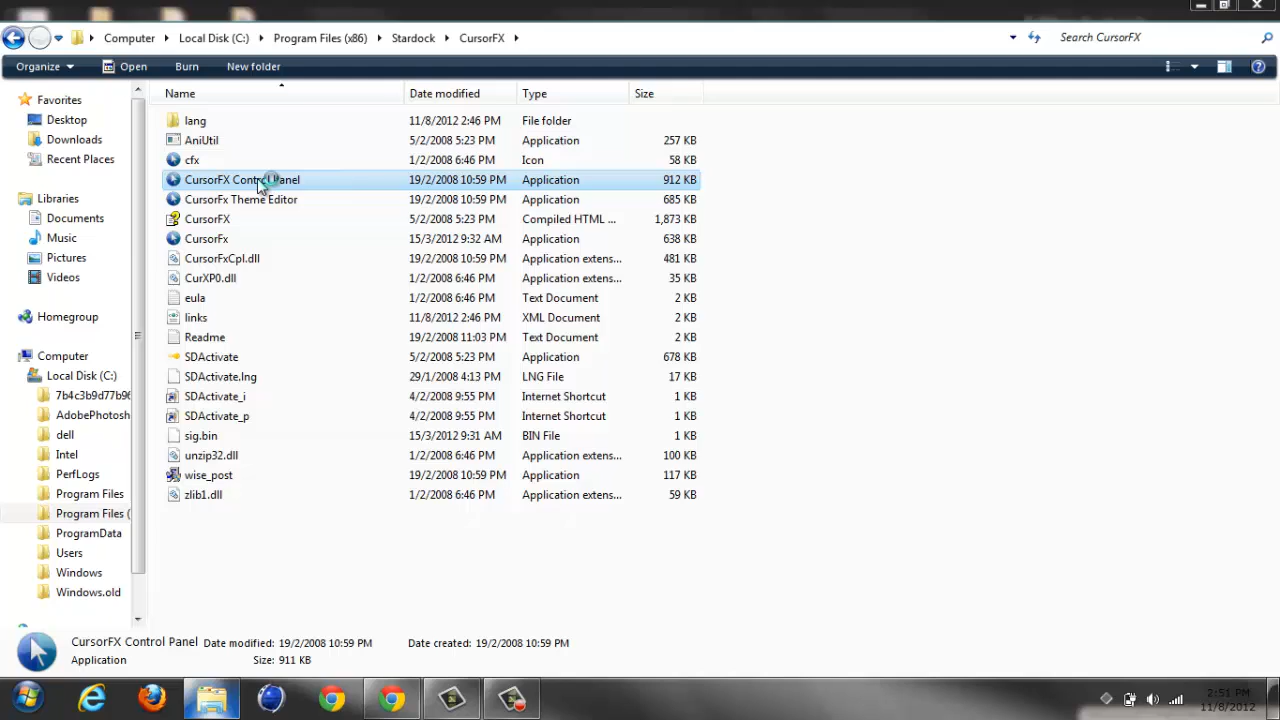 Computer Local Disk (C:) Program Files (x86) Stardock CursorFX Search CursorFX
Organize Open Burn New folder
Name Date modified Type Size
Favorites
Desktop
Downloads
Recent Places
Libraries
Documents
Music
Pictures
Videos
Homegroup
Computer
Local Disk (C:)
7b4c3b9d77b96
AdobePhotosh
dell
Intel
PerfLogs
Program Files
Program Files (
ProgramData
Users
Windows
Windows.old
lang 11/8/2012 2:46 PM File folder
AniUtil 5/2/2008 5:23 PM Application 257 KB
cfx 1/2/2008 6:46 PM Icon 58 KB
CursorFX Control Panel 19/2/2008 10:59 PM Application 912 KB
CursorFx Theme Editor 19/2/2008 10:59 PM Application 685 KB
CursorFX 5/2/2008 5:23 PM Compiled HTML ... 1,873 KB
CursorFx 15/3/2012 9:32 AM Application 638 KB
CursorFxCpl.dll 19/2/2008 10:59 PM Application extens... 481 KB
CurXP0.dll 1/2/2008 6:46 PM Application extens... 35 KB
eula 1/2/2008 6:46 PM Text Document 2 KB
links 11/8/2012 2:46 PM XML Document 2 KB
Readme 19/2/2008 11:03 PM Text Document 2 KB
SDActivate 5/2/2008 5:23 PM Application 678 KB
SDActivate.lng 29/1/2008 4:13 PM LNG File 17 KB
SDActivate_i 4/2/2008 9:55 PM Internet Shortcut 1 KB
SDActivate_p 4/2/2008 9:55 PM Internet Shortcut 1 KB
sig.bin 15/3/2012 9:31 AM BIN File 1 KB
unzip32.dll 1/2/2008 6:46 PM Application extens... 100 KB
wise_post 19/2/2008 10:59 PM Application 117 KB
zlib1.dll 1/2/2008 6:46 PM Application extens... 59 KB
CursorFX Control Panel Date modified: 19/2/2008 10:59 PM Date created: 19/2/2008 10:59 PM
Application Size: 911 KB
2:51 PM
11/8/2012